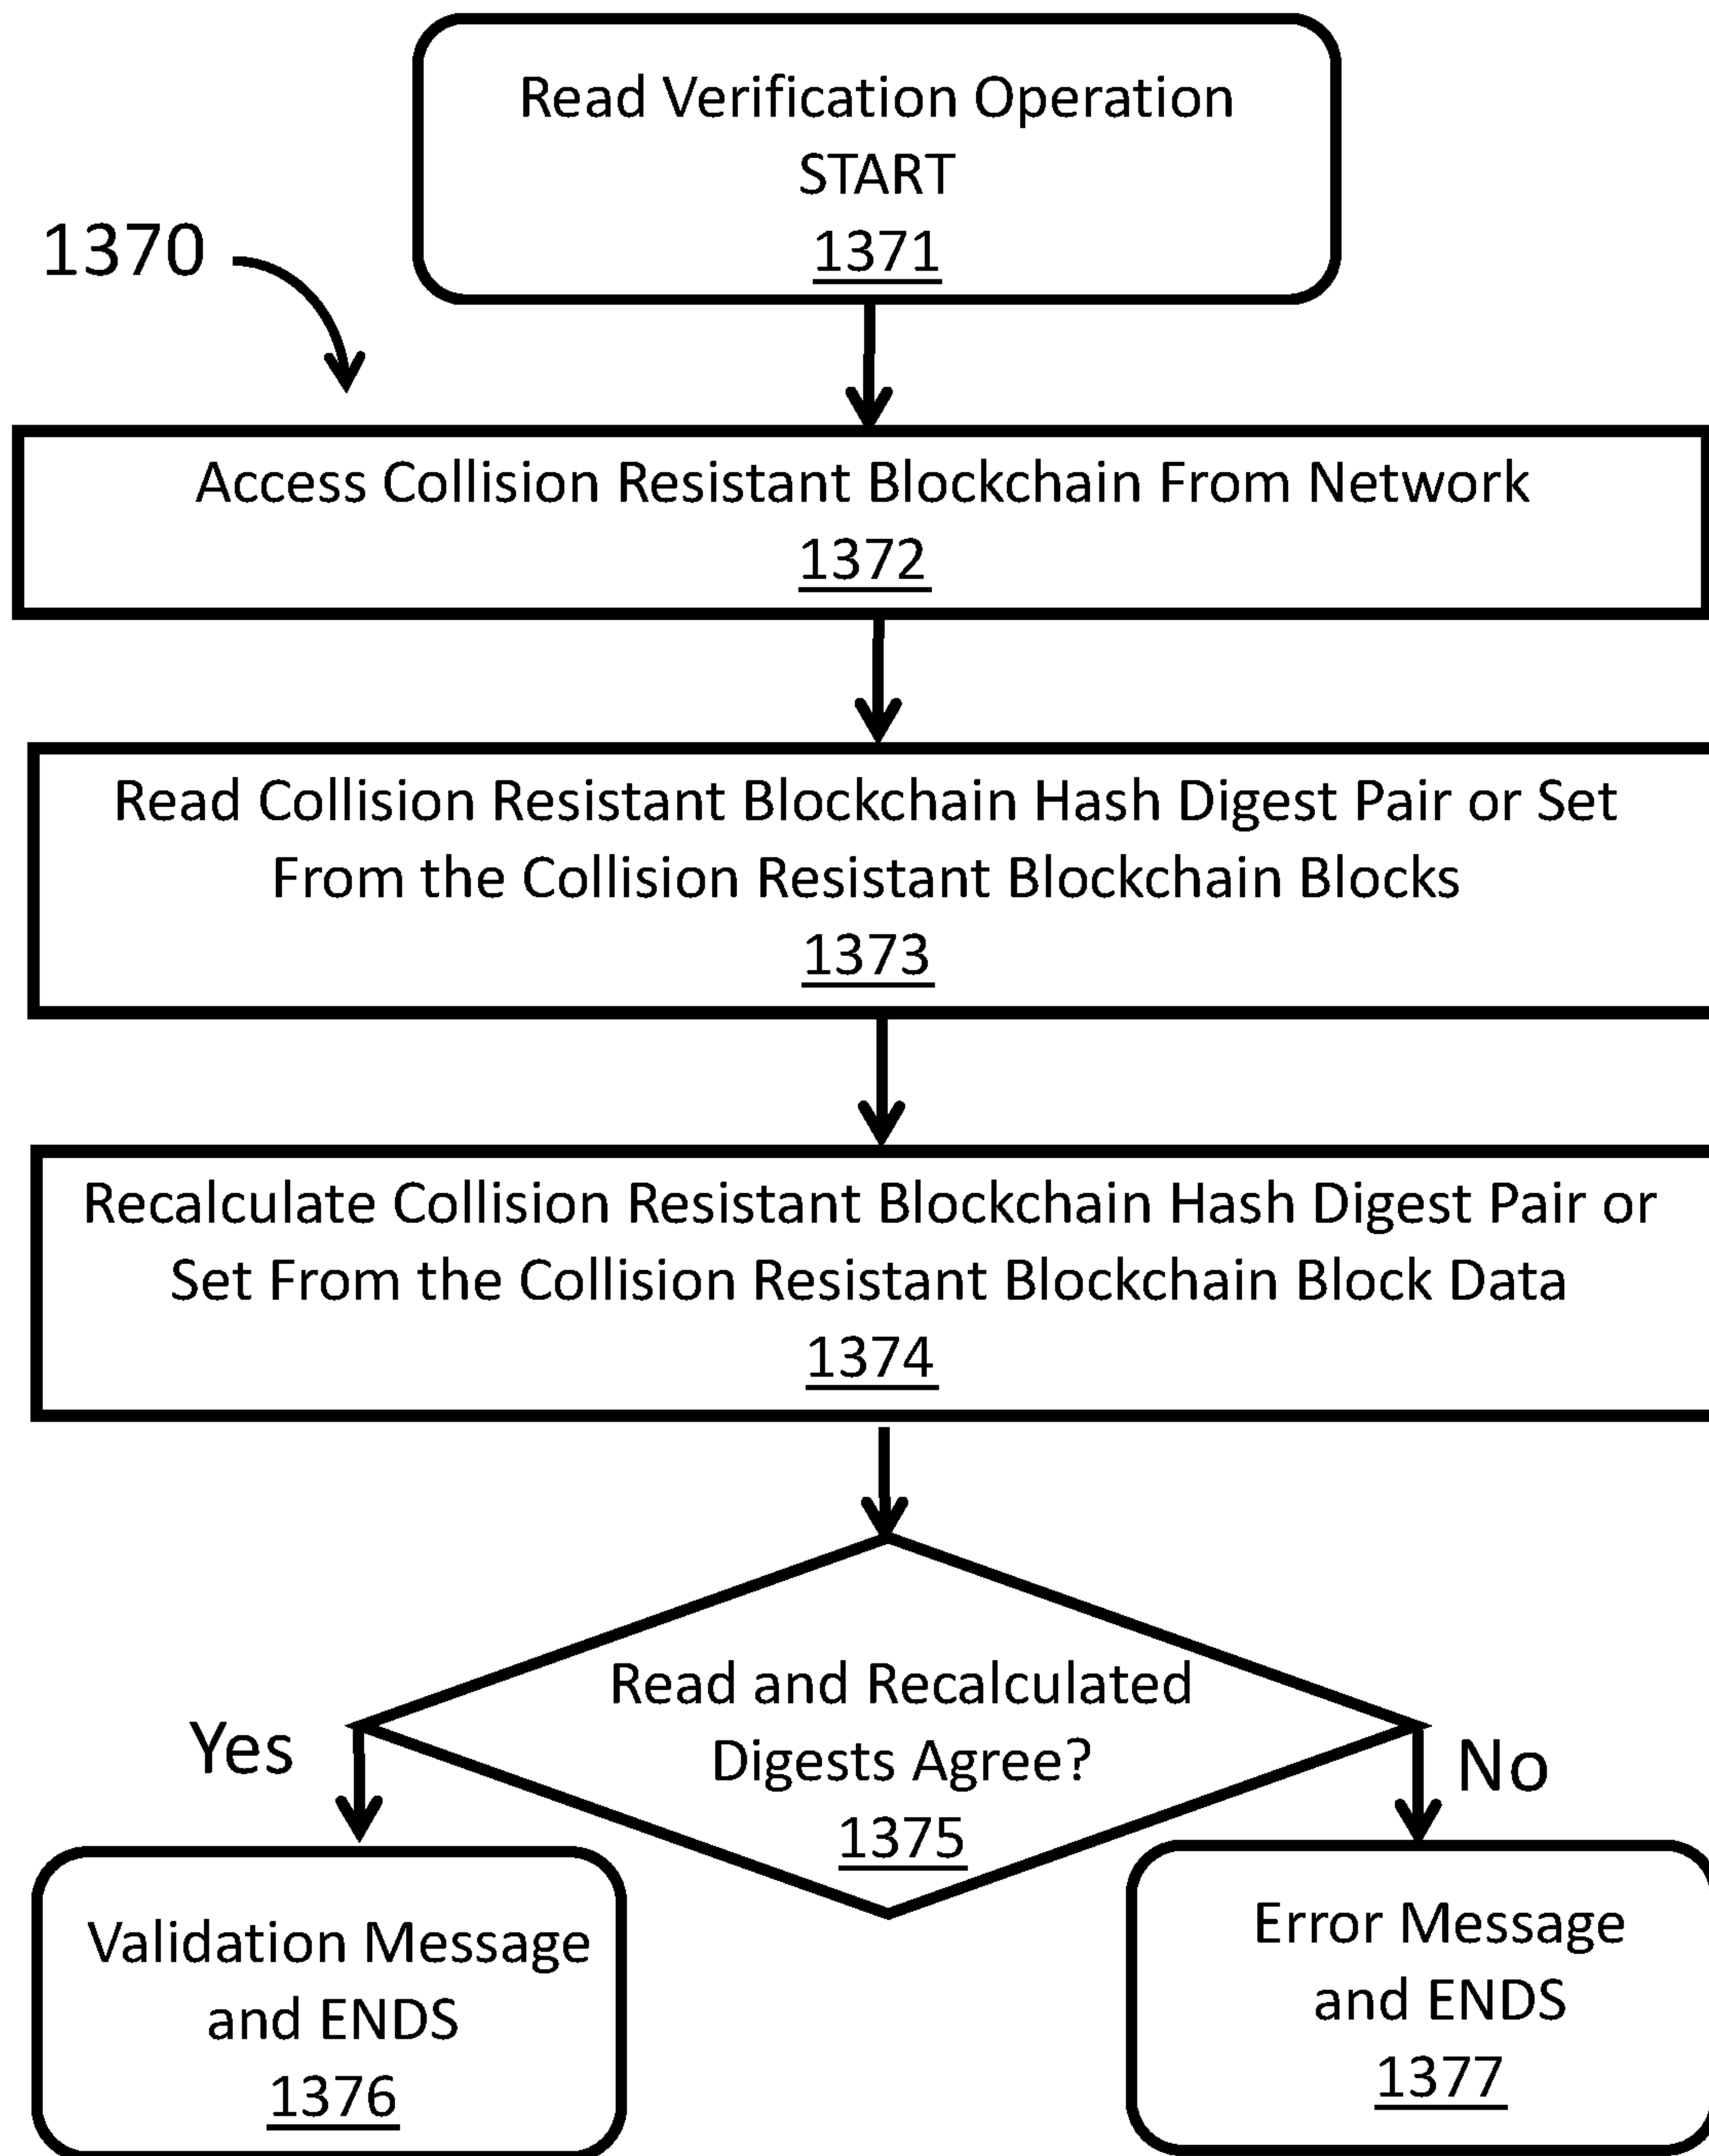 Read Verification Operation
START
1371
1370
Access Collision Resistant Blockchain From Network
1372
Read Collision Resistant Blockchain Hash Digest Pair or Set
From the Collision Resistant Blockchain Blocks
1373
Recalculate Collision Resistant Blockchain Hash Digest Pair or
Set From the Collision Resistant Blockchain Block Data
1374
Read and Recalculated
Digests Agree?
1375
Yes
No
Validation Message
and ENDS
1376
Error Message
and ENDS
1377